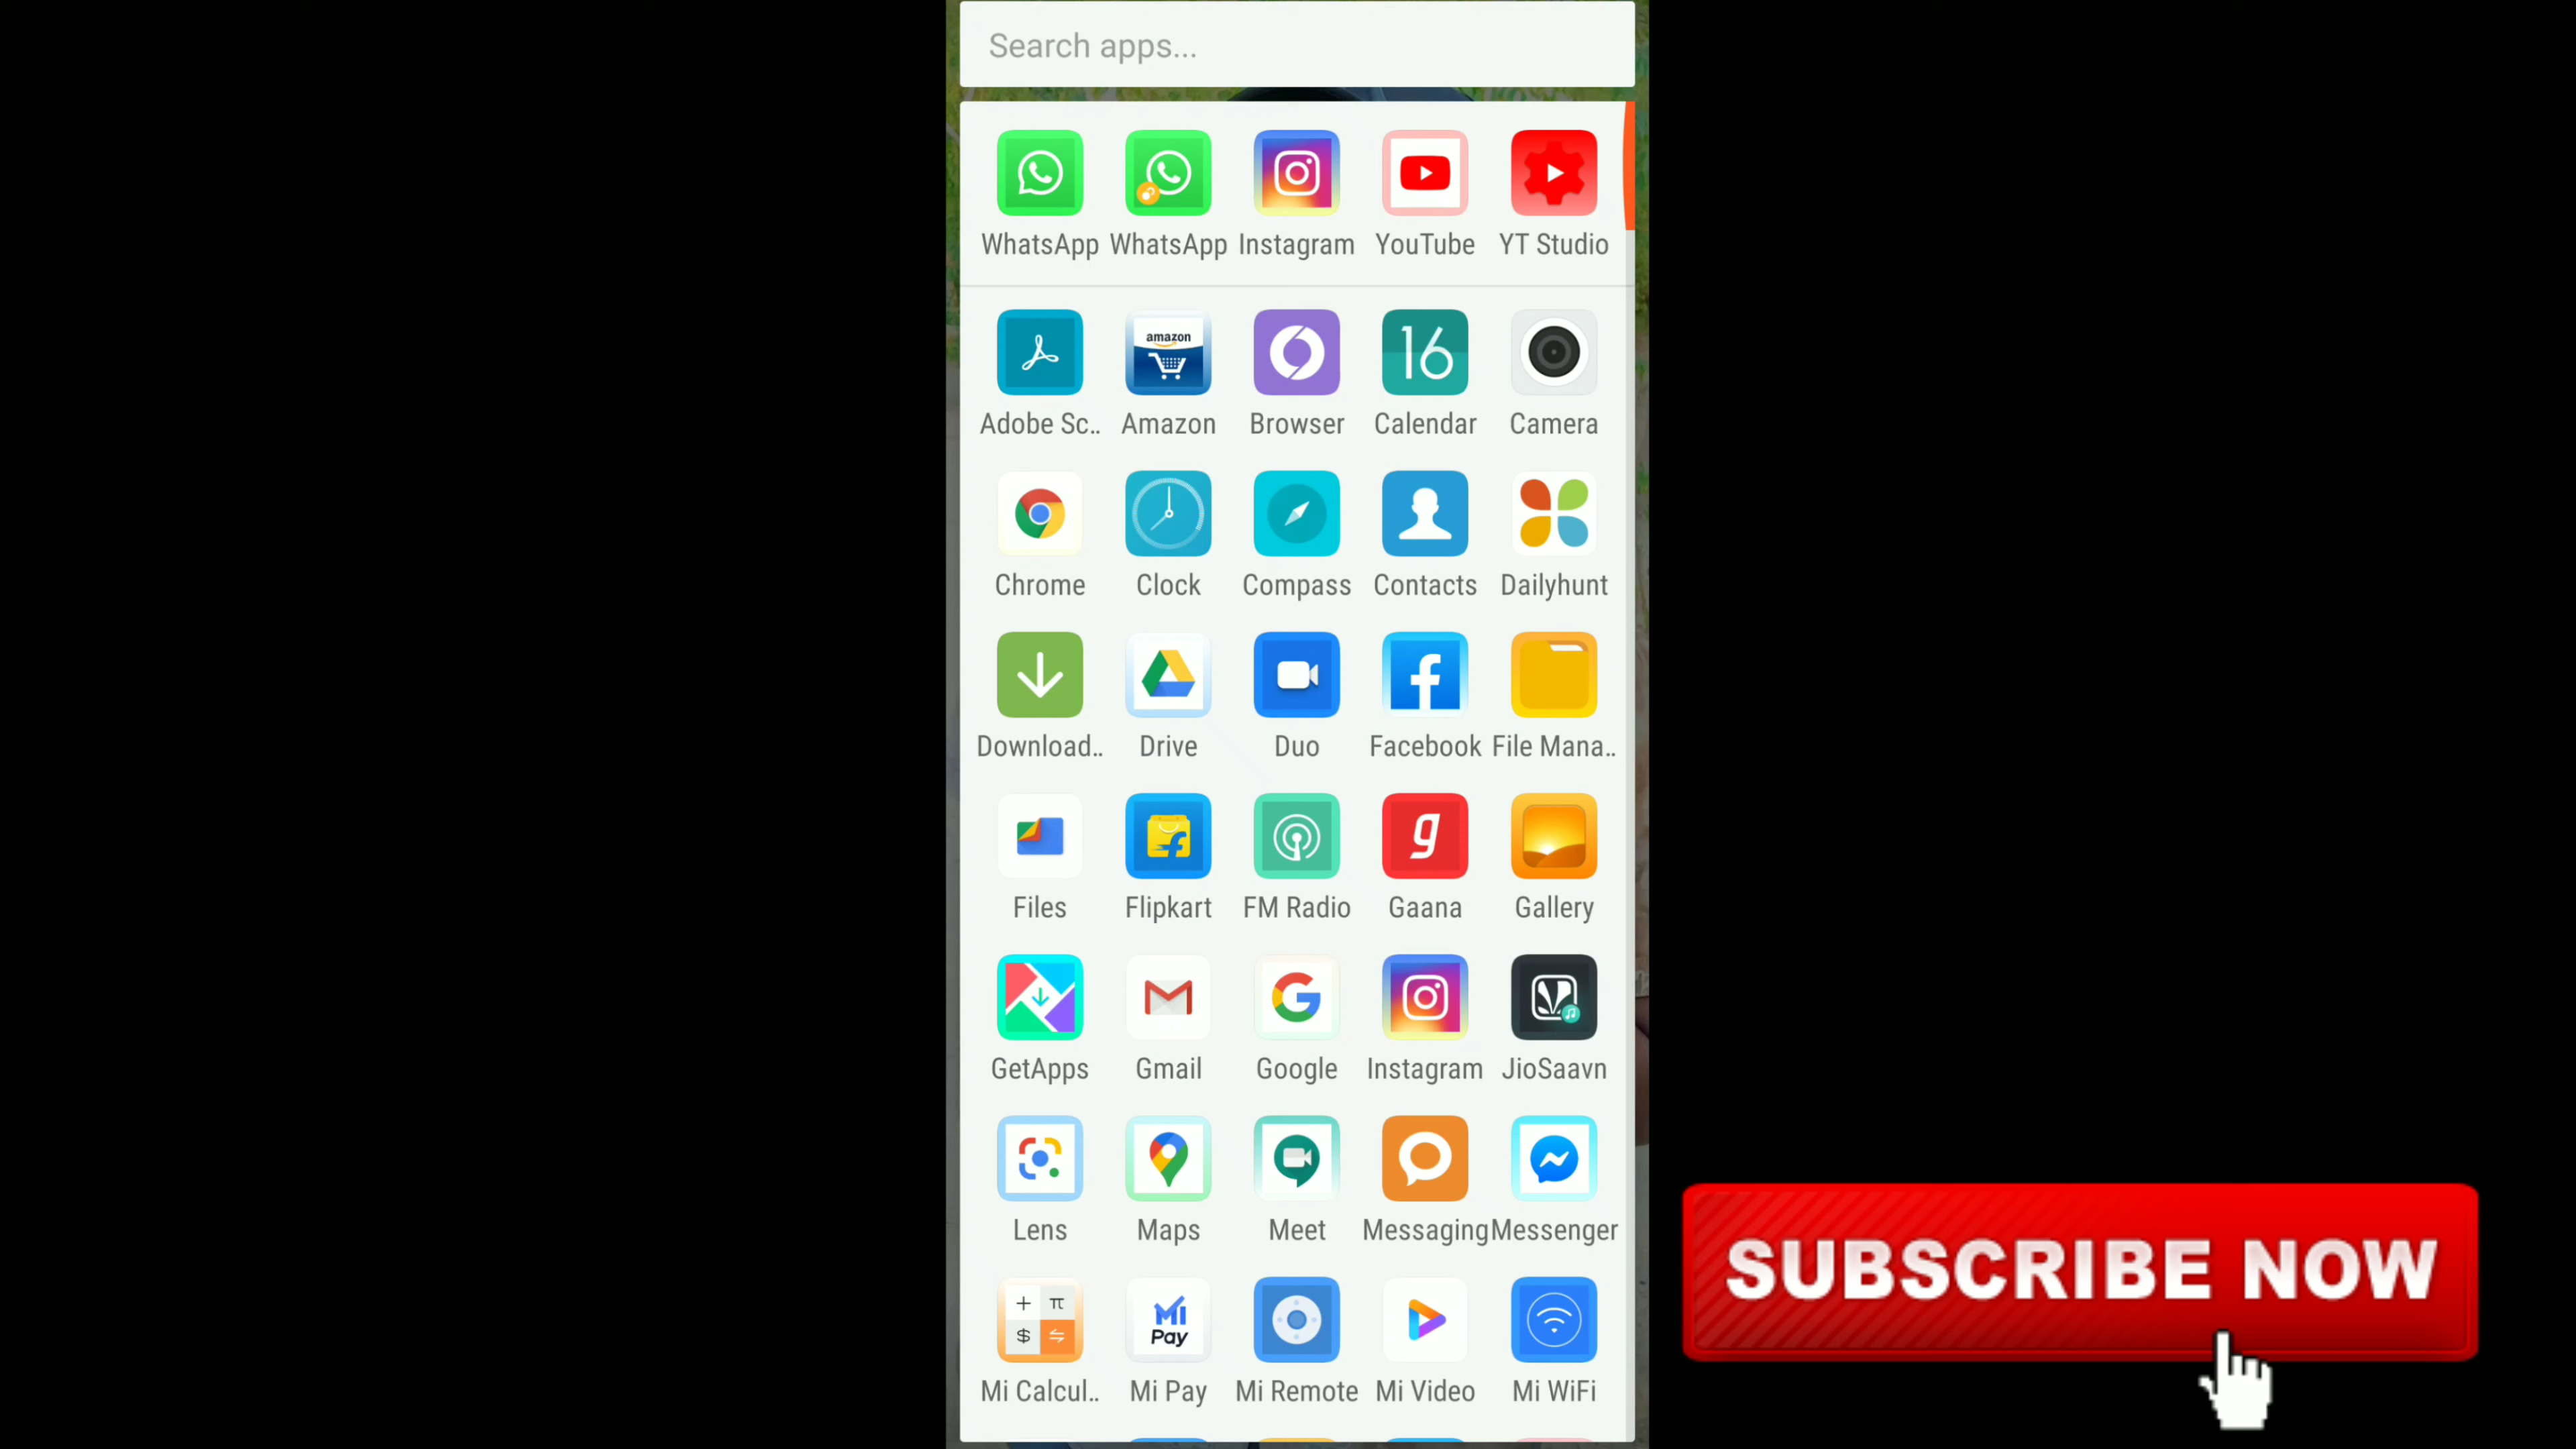 Search apps...
WhatsApp WhatsApp Instagram YouTube YT Studio
amazon
16
Adobe Sc.. Amazon Browser Calendar Camera
Chrome Clock Compass Contacts Dailyhunt
Download.. Drive Duo Facebook File Mana..
Files Flipkart FM Radio Gaana Gallery
GetApps Gmail Google Instagram JioSaavn
Lens Maps Meet Messaging Messenger
+ π
$
MI
Pay
Mi Calcul.. Mi Pay Mi Remote Mi Video Mi WiFi
SUBSCRIBE NOW